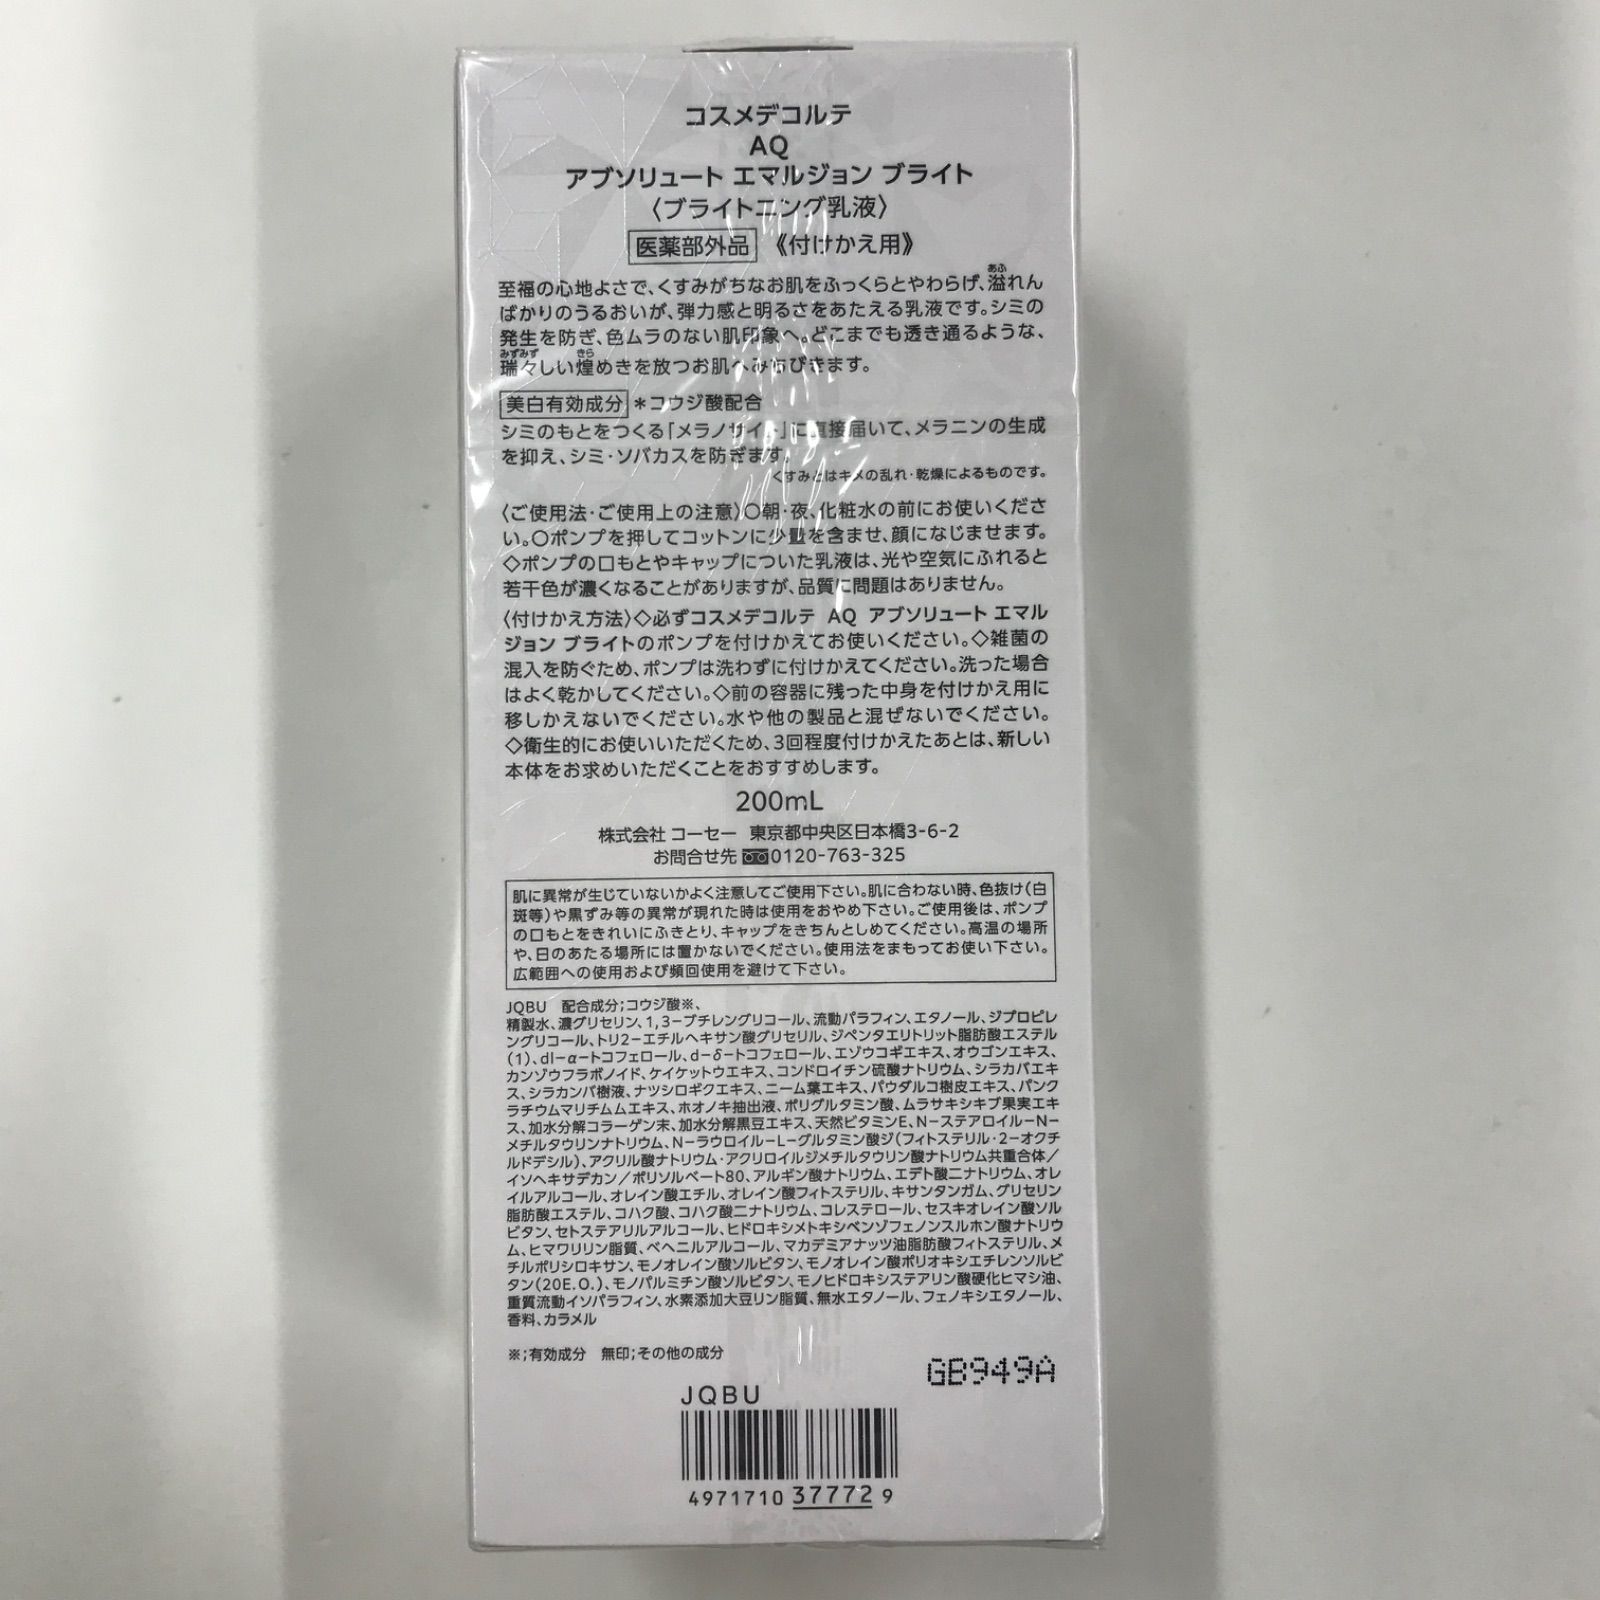 コスメデコルテ
AQ
アブソリュート エマルジョン ブライト
〈ブライトニング乳液〉
医薬部外品 《付けかえ用》
至福の心地よさで、くすみがちなお肌をふっくらとやわらげ、溢れん
ばかりのうるおいが、弾力感と明るさをあたえる乳液です。シミの
発生を防ぎ、色ムラのない肌印象へ。どこまでも透き通るような、
瑞々しい煌めきを放つお肌へみちびきます。
美白有効成分 *コウジ酸配合
シミのもとをつくる「メラノサイト」に直接届いて、メラニンの生成
を抑え、シミ・ソバカスを防ぎます。
くすみとはキメの乱れ・乾燥によるものです。
〈ご使用法・ご使用上の注意〉○朝・夜、化粧水の前にお使いくださ
い。○ポンプを押してコットンに少量を含ませ、顔になじませます。
◇ポンプの口もとやキャップについた乳液は、光や空気にふれると
若干色が濃くなることがありますが、品質に問題はありません。
〈付けかえ方法〉◇必ずコスメデコルテ AQ アブソリュート エマル
ジョン ブライトのポンプを付けかえてお使いください。◇雑菌の
混入を防ぐため、ポンプは洗わずに付けかえてください。洗った場合
はよく乾かしてください。◇前の容器に残った中身を付けかえ用に
移しかえないでください。水や他の製品と混ぜないでください。
◇衛生的にお使いいただくため、3回程度付けかえたあとは、新しい
本体をお求めいただくことをおすすめします。
200mL
株式会社 コーセー 東京都中央区日本橋3-6-2
お問合せ先 0120-763-325
肌に異常が生じていないかよく注意してご使用下さい。肌に合わない時、色抜け(白
斑等)や黒ずみ等の異常が現れた時は使用をおやめ下さい。ご使用後は、ポンプ
の口もとをきれいにふきとり、キャップをきちんとしめてください。高温の場所
や、日のあたる場所には置かないでください。使用法をまもってお使い下さい。
広範囲への使用および頻回使用を避けて下さい。
JQBU 配合成分;コウジ酸※、
精製水、濃グリセリン、1,3-ブチレングリコール、流動パラフィン、エタノール、ジプロピレ
ングリコール、トリ2-エチルヘキサン酸グリセリル、ジペンタエリトリット脂肪酸エステル
(1)、dl-α-トコフェロール、d-δ-トコフェロール、エゾウコギエキス、オウゴンエキス、
カンゾウフラボノイド、ケイケットウエキス、コンドロイチン硫酸ナトリウム、シラカバエキ
ス、シラカンバ樹液、ナツシロギクエキス、ニーム葉エキス、パウダルコ樹皮エキス、パンク
ラチウムマリチムムエキス、ホオノキ抽出液、ポリグルタミン酸、ムラサキシキブ果実エキ
ス、加水分解コラーゲン末、加水分解黒豆エキス、天然ビタミンE、N-ステアロイル-N-
メチルタウリンナトリウム、N-ラウロイル-L-グルタミン酸ジ(フィトステリル・2-オクチ
ルドデシル)、アクリル酸ナトリウム・アクリロイルジメチルタウリン酸ナトリウム共重合体/
イソヘキサデカン/ポリソルベート80、アルギン酸ナトリウム、エデト酸二ナトリウム、オレ
イルアルコール、オレイン酸エチル、オレイン酸フィトステリル、キサンタンガム、グリセリン
脂肪酸エステル、コハク酸、コハク酸二ナトリウム、コレステロール、セスキオレイン酸ソル
ビタン、セトステアリルアルコール、ヒドロキシメトキシベンゾフェノンスルホン酸ナトリウ
ム、ヒマワリリン脂質、ベヘニルアルコール、マカデミアナッツ油脂肪酸フィトステリル、メ
チルポリシロキサン、モノオレイン酸ソルビタン、モノオレイン酸ポリオキシエチレンソルビ
タン(20E.O.)、モノパルミチン酸ソルビタン、モノヒドロキシステアリン酸硬化ヒマシ油、
重質流動イソパラフィン、水素添加大豆リン脂質、無水エタノール、フェノキシエタノール、
香料、カラメル
※;有効成分 無印;その他の成分
GB949A
JQBU
4971710 37772 9